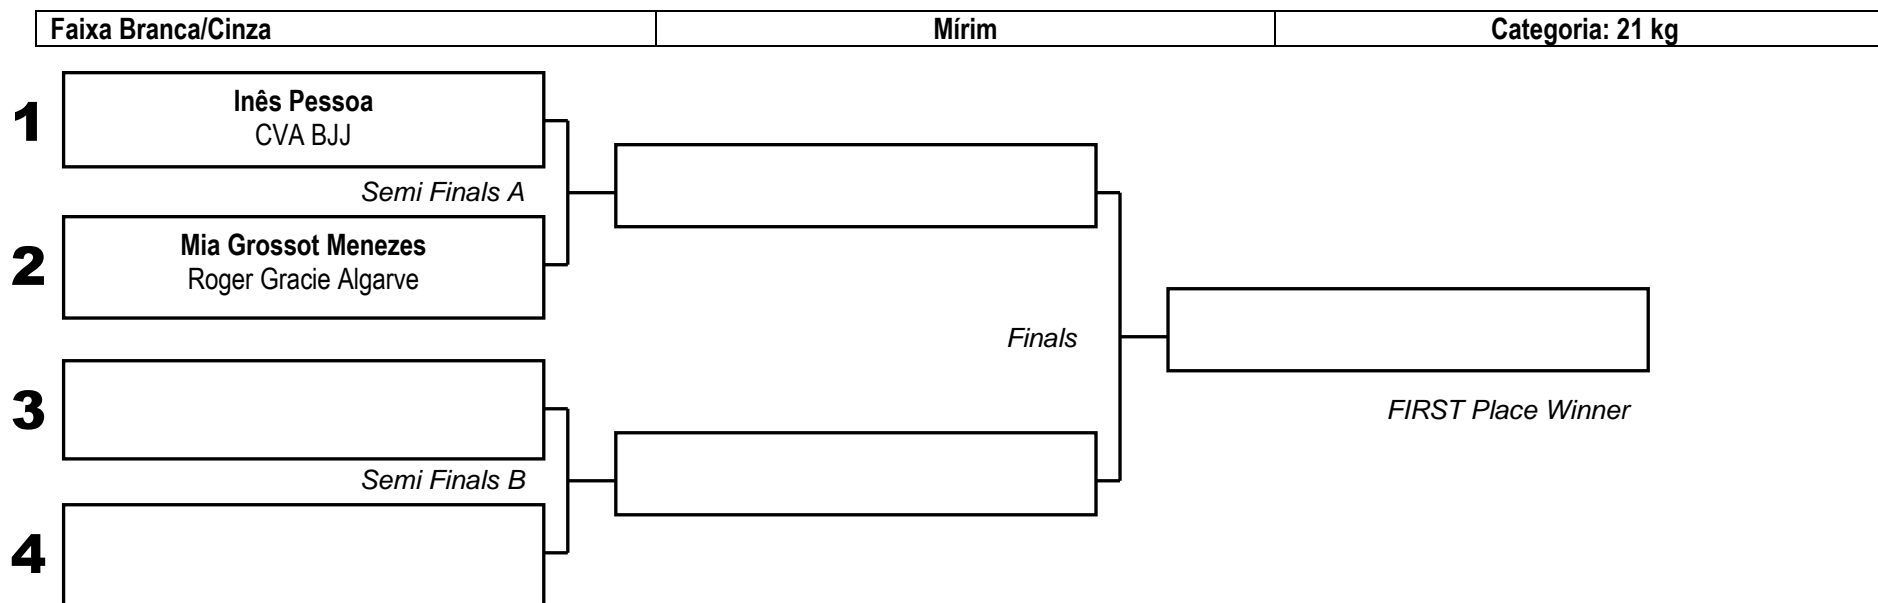 Faixa Branca/Cinza Mírim Categoria: 21 kg
1
Inês Pessoa
CVA BJJ
Semi Finals A
2
Mia Grossot Menezes
Roger Gracie Algarve
Finals
FIRST Place Winner
3
Semi Finals B
4